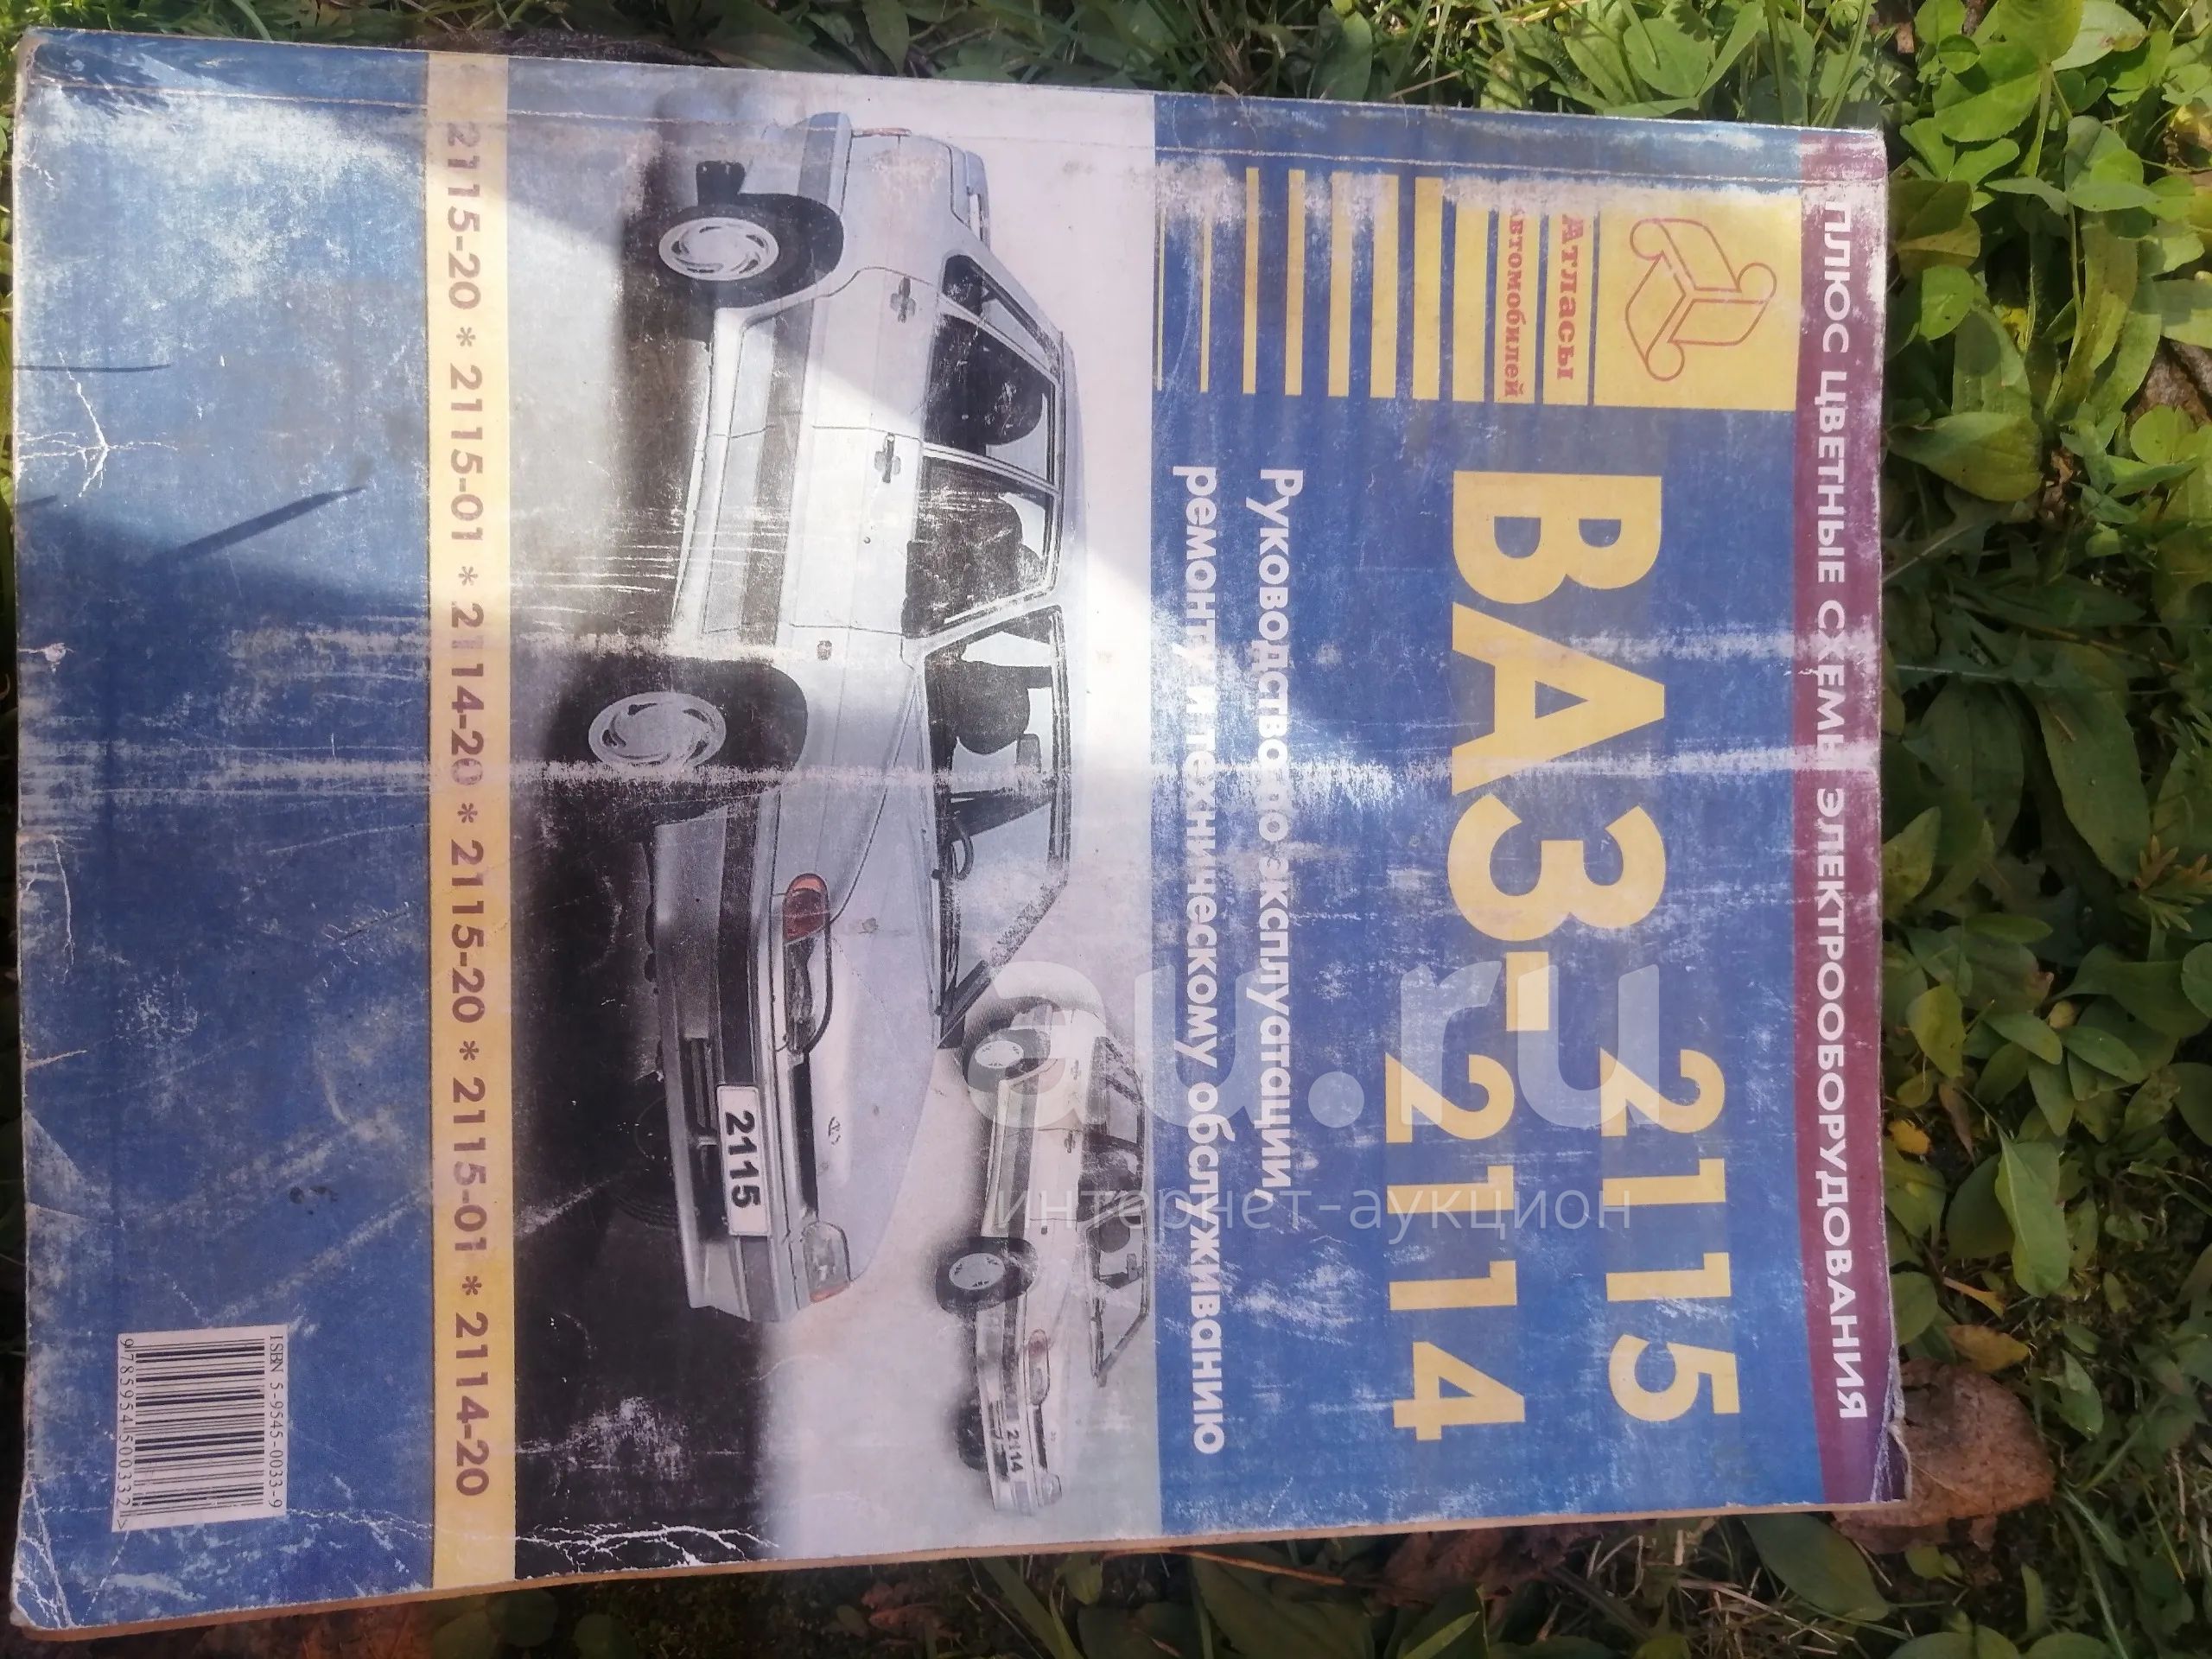 ПЛЮС ЦВЕТНЫЕ СХЕМЫ ЭЛЕКТРООБОРУДОВАНИЯ
Атласы
автомобилей
ВАЗ- 2115
2114
Руководство по эксплуатации,
ремонту и техническому обслуживанию
2114
2115
2115-20 * 2115-01 * 2114-20 * 2115-20 * 2115-01 * 2114-20
ISBN 5-9545-0033-9
9785954500332>
au.ru
интернет-аукцион